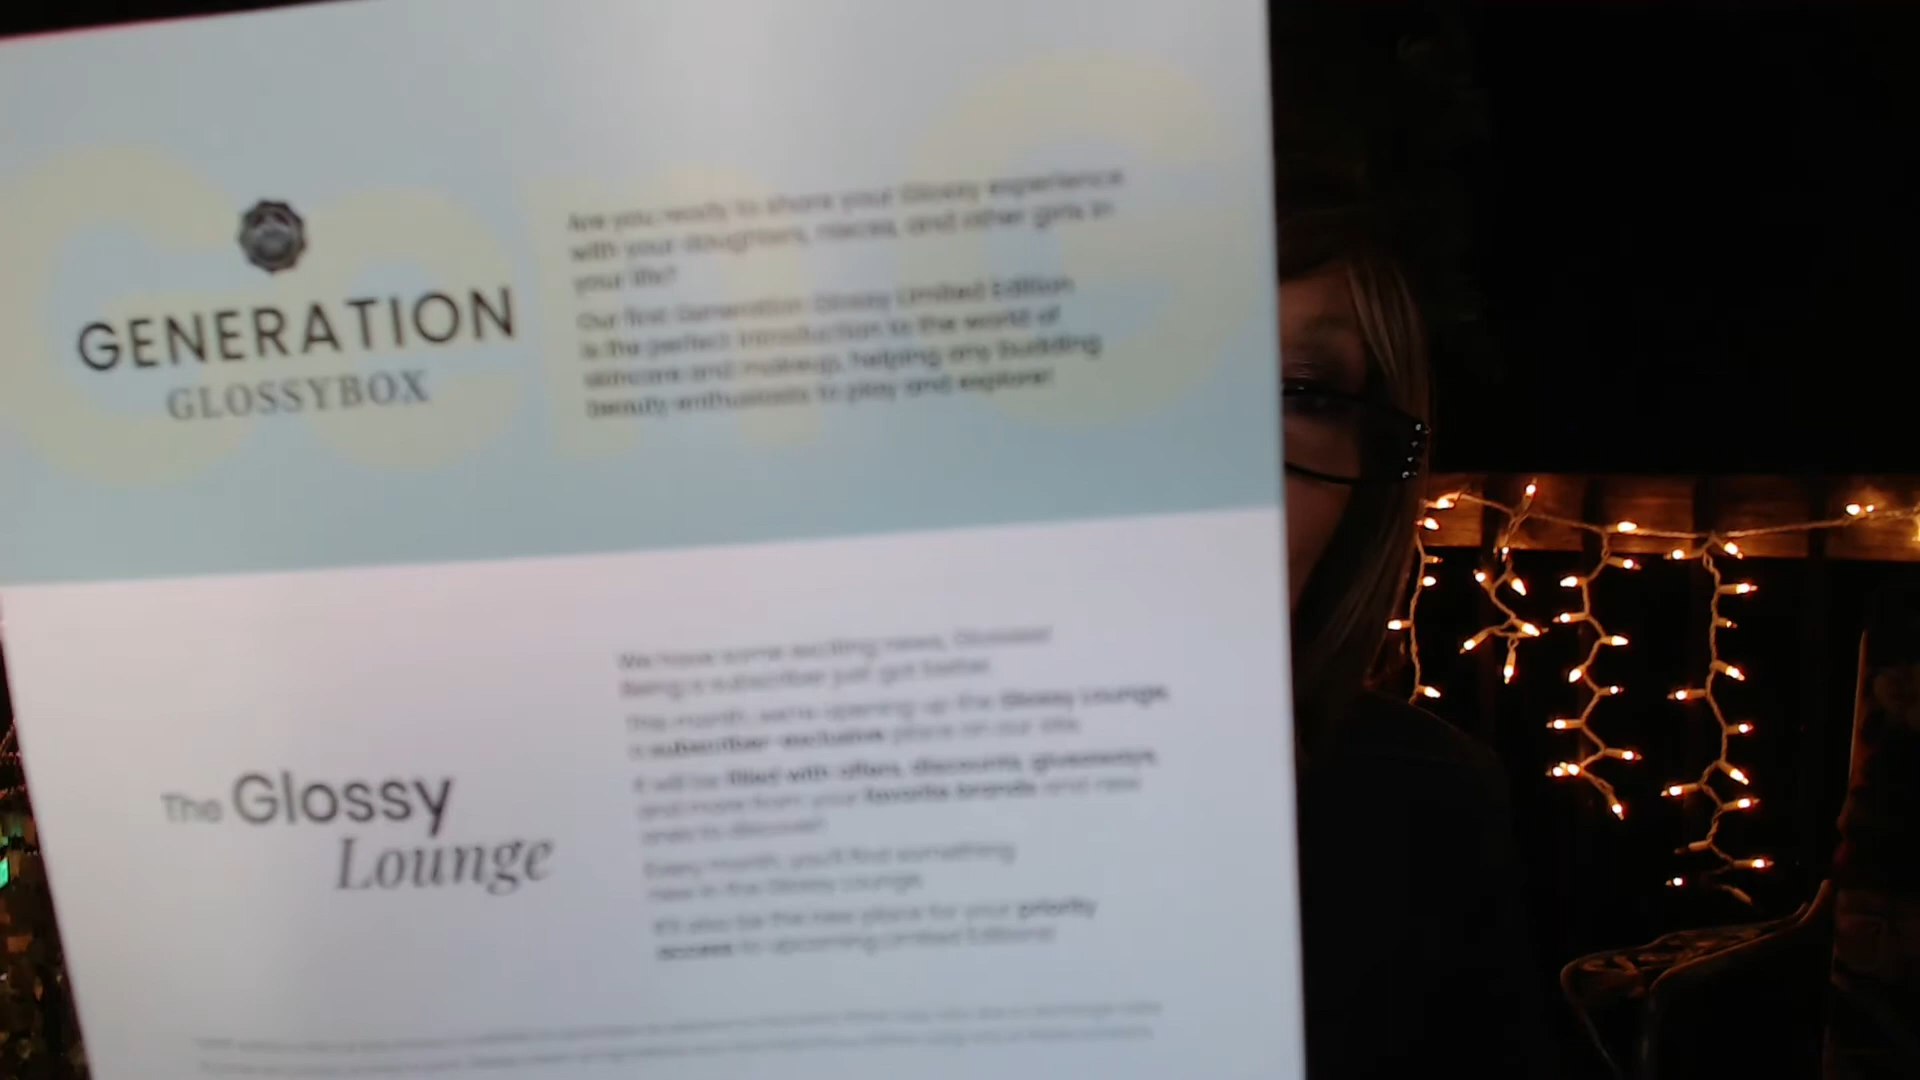 GENERATION
GLOSSYBOX
Are you ready to share your Glossy experience
with your daughters, nieces, and other girls in
your life?
Our first Generation Glossy Limited Edition
is the perfect introduction to the world of
skincare and makeup, helping any budding
beauty enthusiasts to play and explore!
The Glossy
Lounge
We have some exciting news,
Being a subscriber just got better.
This month, we're opening up the Glossy Lounge,
a subscriber-exclusive place on our site.
It will be filled with offers, discounts, giveaways,
and more from your favorite brands and new
ones to discover!
Every month, you'll find something
new in the Glossy Lounge.
It'll also be the new place for your priority
access to upcoming Limited Editions!